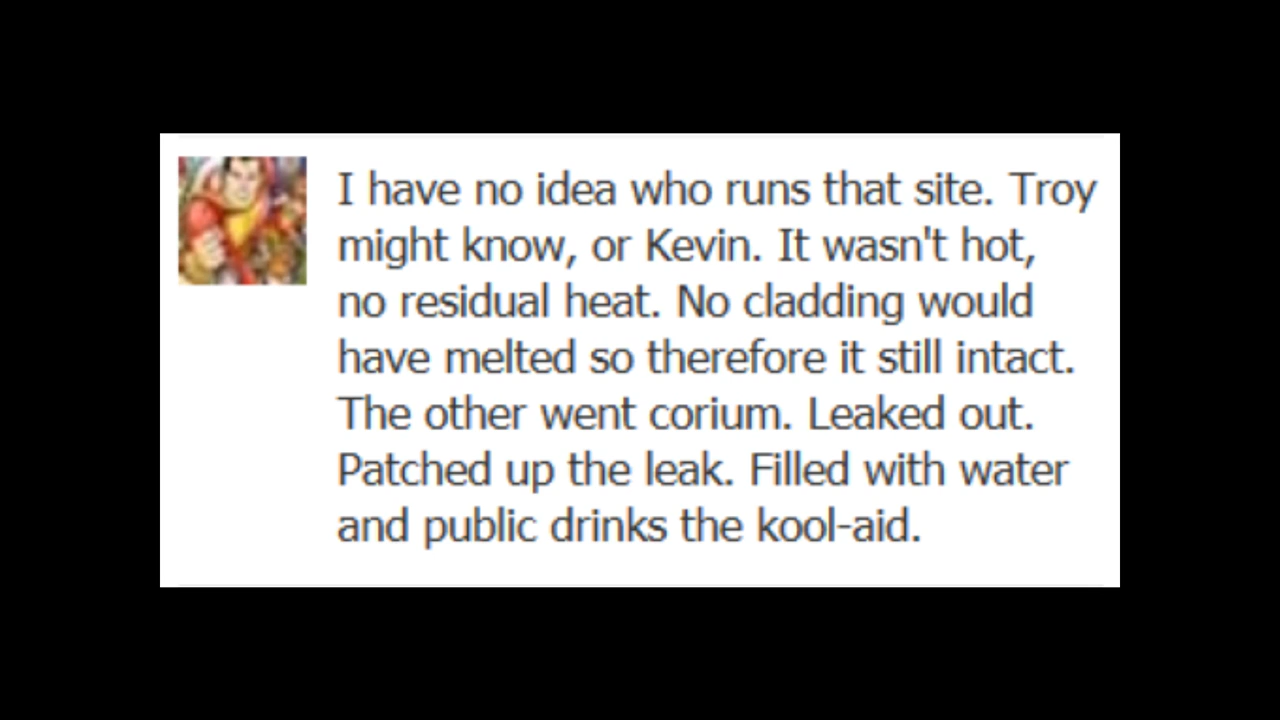 I have no idea who runs that site. Troy
might know, or Kevin. It wasn't hot,
no residual heat. No cladding would
have melted so therefore it still intact.
The other went corium. Leaked out.
Patched up the leak. Filled with water
and public drinks the kool-aid.